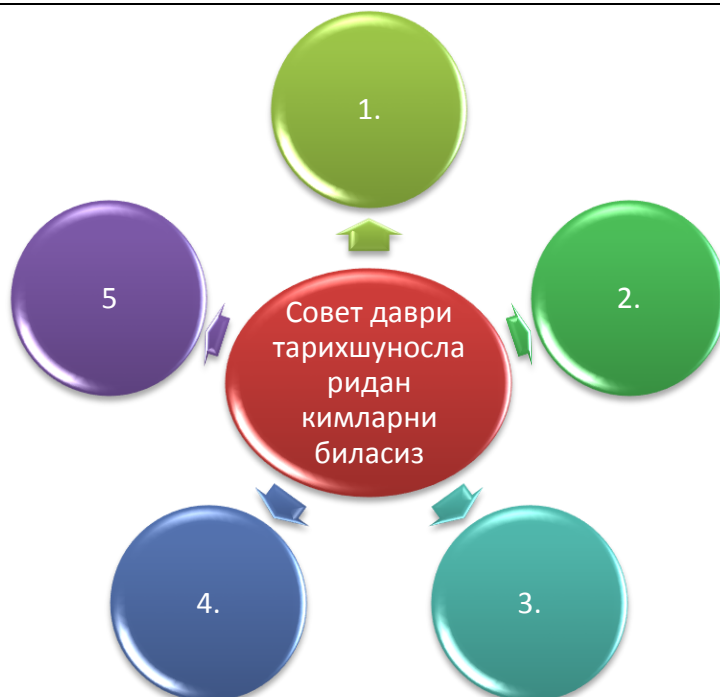 1.
5
2.
Совет даври
тарихшуносла
ридан
кимларни
биласиз
4.
3.